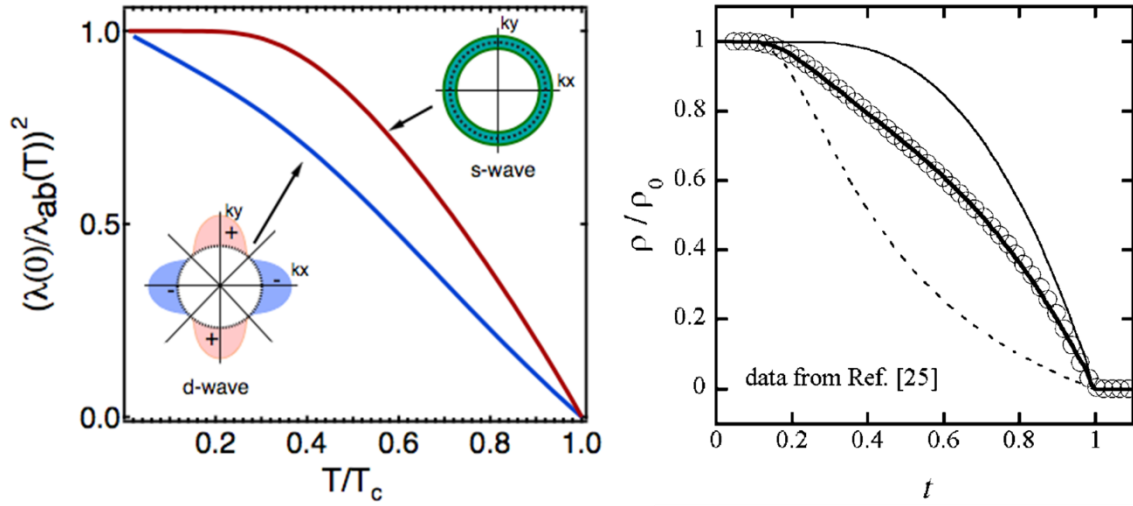 (λ(0)/λab(T))²
1.0
0.5
0.0
0.2
0.4
0.6
0.8
1.0
T/Tc
ky
kx
s-wave
ky
+
kx
-
-
+
d-wave
ρ / ρ0
1
0.8
0.6
0.4
0.2
0
0
0.2
0.4
0.6
0.8
1
t
data from Ref. [25]